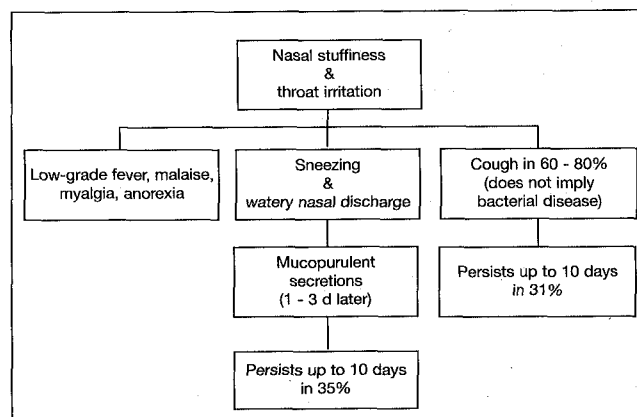 Nasal stuffiness
&
throat irritation
Low-grade fever, malaise,
myalgia, anorexia
Sneezing
&
watery nasal discharge
Cough in 60 - 80%
(does not imply
bacterial disease)
Mucopurulent
secretions
(1 - 3 d later)
Persists up to 10 days
in 31%
Persists up to 10 days
in 35%